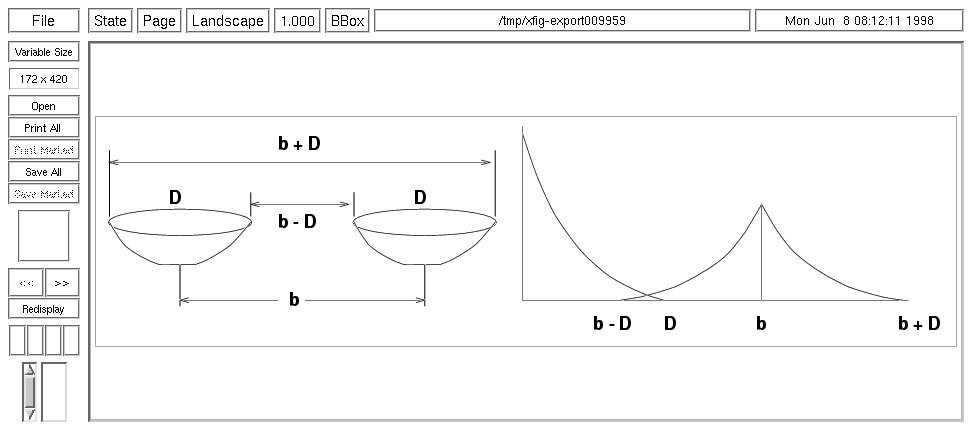 File
State
Page
Landscape
1.000
BBox
/tmp/xfig-export009959
Mon Jun 8 08:12:11 1998
Variable Size
172 x 420
Open
Print All
Print Marked
Save All
Save Marked
<<
>>
Redisplay
b + D
D
D
b - D
b
b - D
D
b
b + D